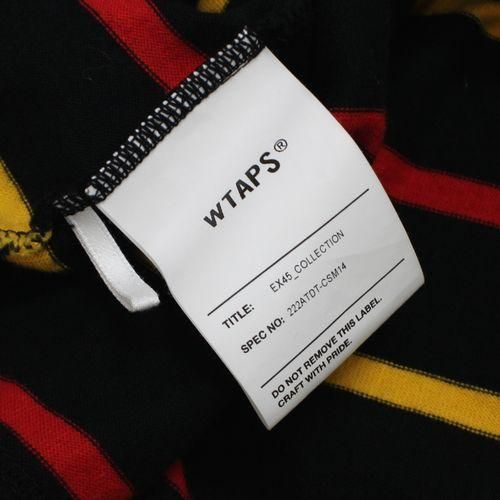 WTAPS®
TITLE: EX45_COLLECTION
SPEC NO: 222ATDT-CSM14
DO NOT REMOVE THIS LABEL.
CRAFT WITH PRIDE.